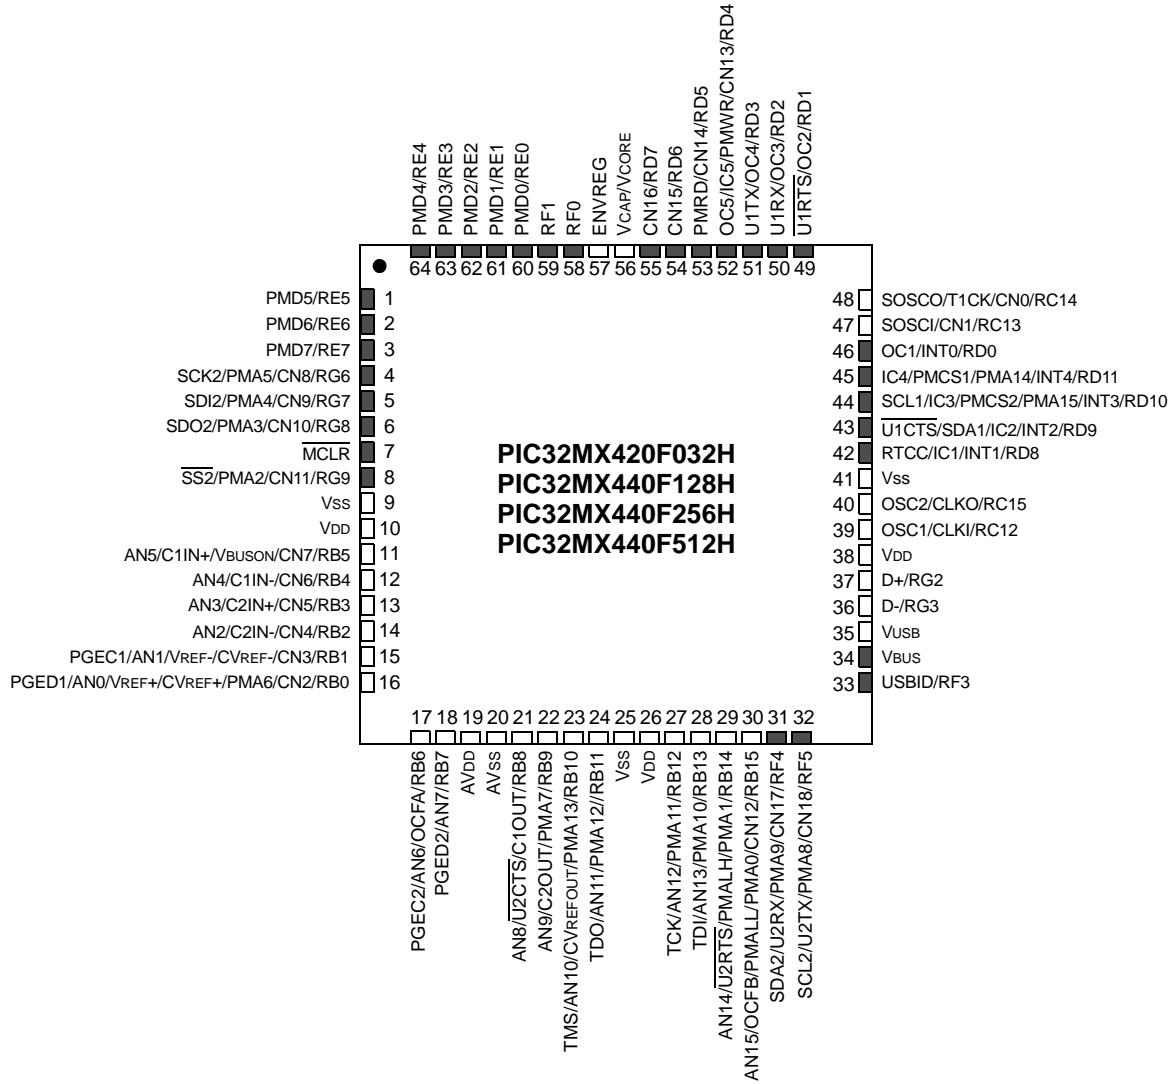 PMD4/RE4
PMD3/RE3
PMD2/RE2
PMD1/RE1
PMD0/RE0
RF1
RF0
ENVREG
VCAP/VCORE
CN16/RD7
CN15/RD6
PMRD/CN14/RD5
OC5/IC5/PMWR/CN13/RD4
U1TX/OC4/RD3
U1RX/OC3/RD2
U1RTS/OC2/RD1
64 63 62 61 60 59 58 57 56 55 54 53 52 51 50 49
PMD5/RE5 1
PMD6/RE6 2
PMD7/RE7 3
SCK2/PMA5/CN8/RG6 4
SDI2/PMA4/CN9/RG7 5
SDO2/PMA3/CN10/RG8 6
MCLR 7
SS2/PMA2/CN11/RG9 8
VSS 9
VDD 10
AN5/C1IN+/VBUSON/CN7/RB5 11
AN4/C1IN-/CN6/RB4 12
AN3/C2IN+/CN5/RB3 13
AN2/C2IN-/CN4/RB2 14
PGEC1/AN1/VREF-/CVREF-/CN3/RB1 15
PGED1/AN0/VREF+/CVREF+/PMA6/CN2/RB0 16
PIC32MX420F032H
PIC32MX440F128H
PIC32MX440F256H
PIC32MX440F512H
48 SOSCO/T1CK/CN0/RC14
47 SOSCI/CN1/RC13
46 OC1/INT0/RD0
45 IC4/PMCS1/PMA14/INT4/RD11
44 SCL1/IC3/PMCS2/PMA15/INT3/RD10
43 U1CTS/SDA1/IC2/INT2/RD9
42 RTCC/IC1/INT1/RD8
41 Vss
40 OSC2/CLKO/RC15
39 OSC1/CLKI/RC12
38 VDD
37 D+/RG2
36 D-/RG3
35 VUSB
34 VBUS
33 USBID/RF3
17 18 19 20 21 22 23 24 25 26 27 28 29 30 31 32
PGEC2/AN6/OCFA/RB6
PGED2/AN7/RB7
AVDD
AVSS
AN8/U2CTS/C1OUT/RB8
AN9/C2OUT/PMA7/RB9
TMS/AN10/CVREFOUT/PMA13/RB10
TDO/AN11/PMA12//RB11
VSS
VDD
TCK/AN12/PMA11/RB12
TDI/AN13/PMA10/RB13
AN14/U2RTS/PMALH/PMA1/RB14
AN15/OCFB/PMALL/PMA0/CN12/RB15
SDA2/U2RX/PMA9/CN17/RF4
SCL2/U2TX/PMA8/CN18/RF5